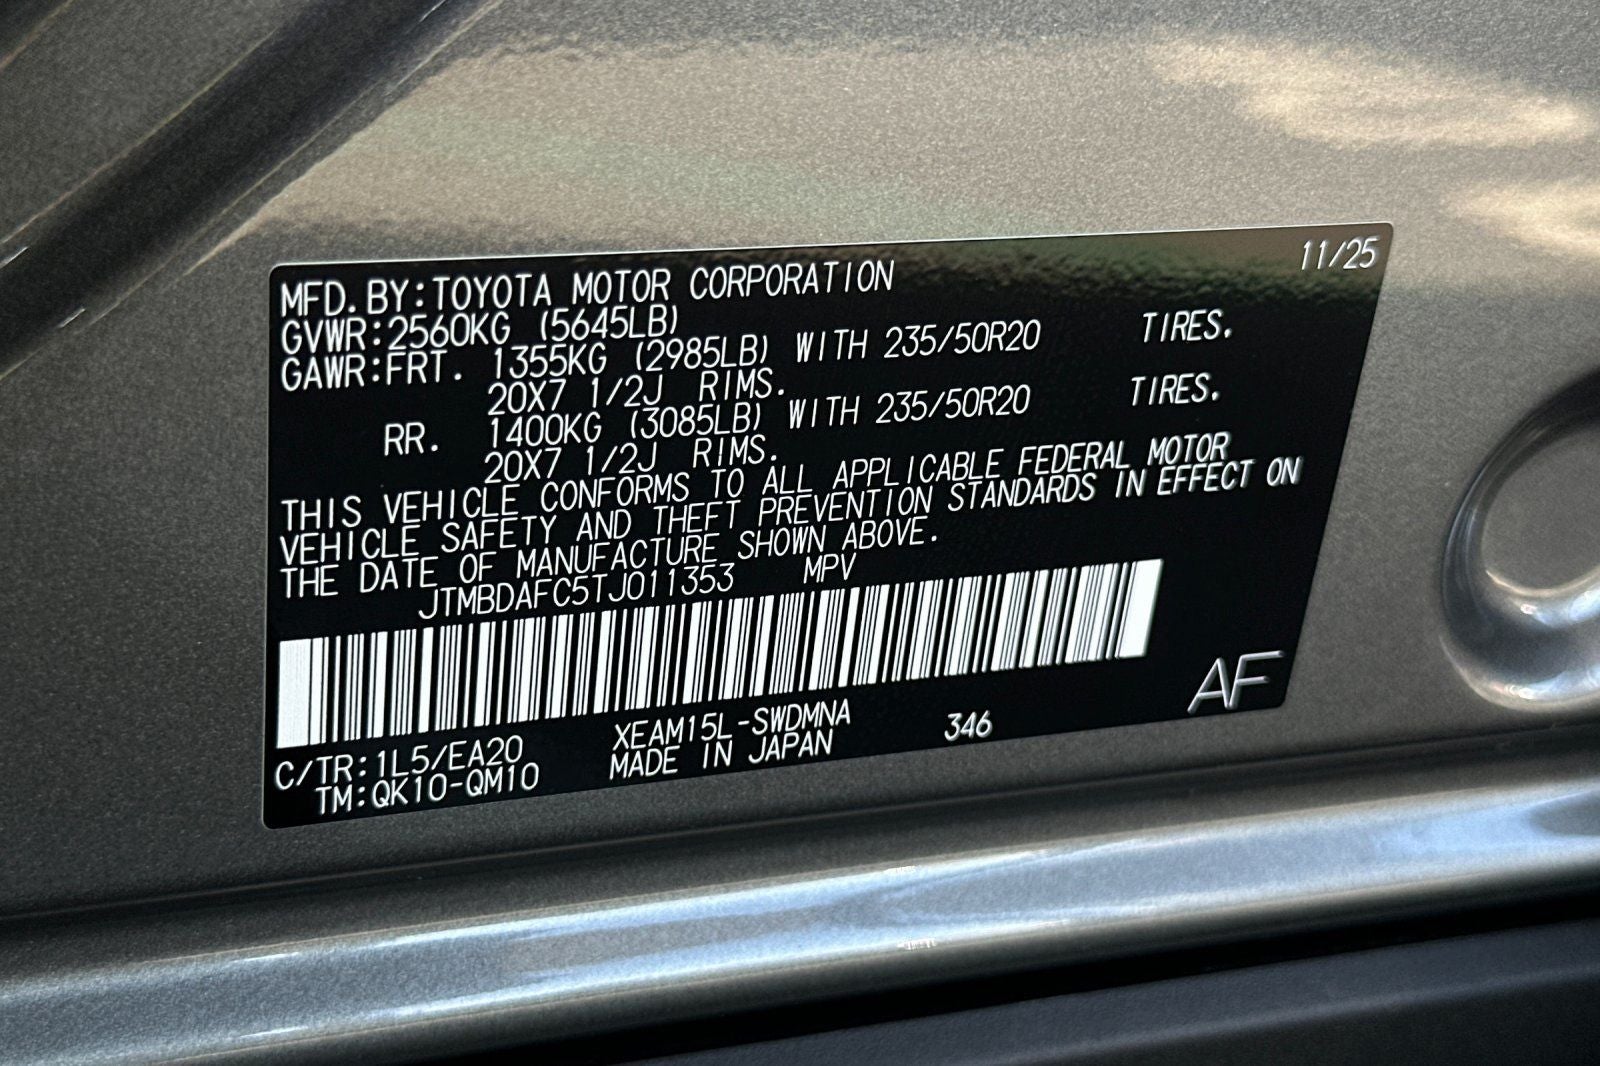 11/25
MFD.BY:TOYOTA MOTOR CORPORATION
GVWR:2560KG (5645LB)
GAWR:FRT. 1355KG (2985LB) WITH 235/50R20 TIRES.
20X7 1/2J RIMS.
RR. 1400KG (3085LB) WITH 235/50R20 TIRES.
20X7 1/2J RIMS.
THIS VEHICLE CONFORMS TO ALL APPLICABLE FEDERAL MOTOR
VEHICLE SAFETY AND THEFT PREVENTION STANDARDS IN EFFECT ON
THE DATE OF MANUFACTURE SHOWN ABOVE.
JTMBDAFC5TJ011353 MPV
C/TR:1L5/EA20 XEAM15L-SWDMNA 346
TM:QK10-QM10 MADE IN JAPAN
AF